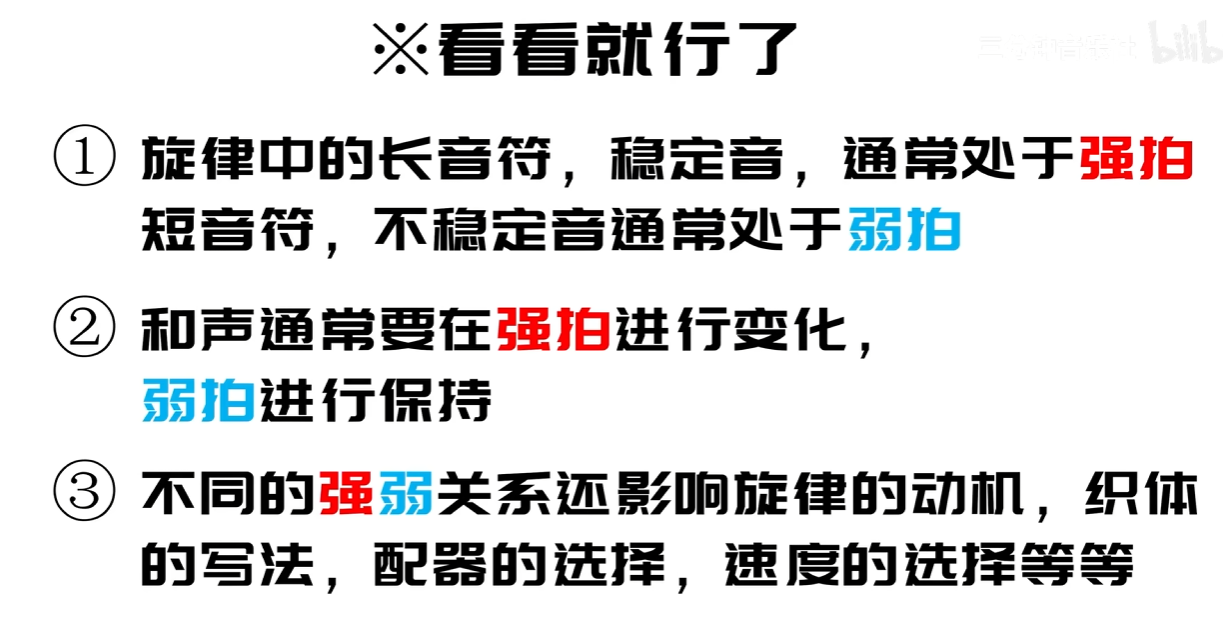 ※看看就行了
bilib
① 旋律中的长音符，稳定音，通常处于强拍
短音符，不稳定音通常处于弱拍
② 和声通常要在强拍进行变化，
弱拍进行保持
③ 不同的强弱关系还影响旋律的动机，织体
的写法，配器的选择，速度的选择等等